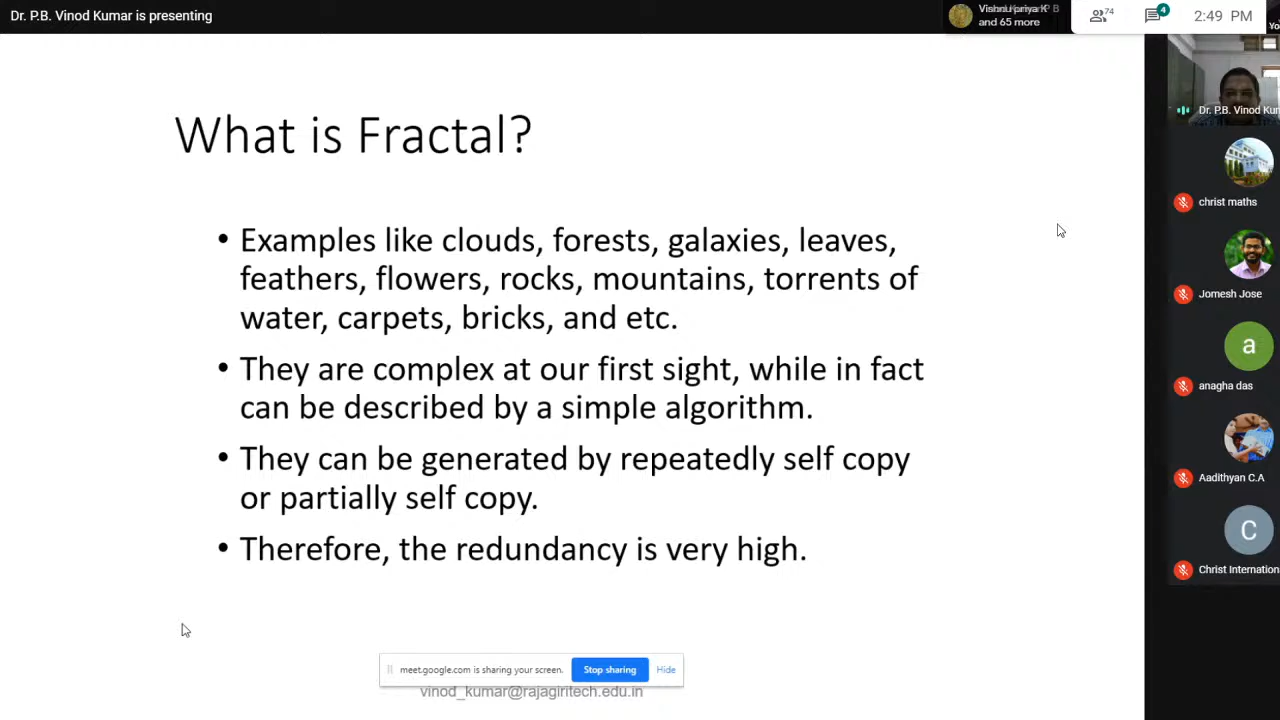 Dr. P.B. Vinod Kumar is presenting
and 65 more
74
4
2:49 PM
What is Fractal?
• Examples like clouds, forests, galaxies, leaves,
feathers, flowers, rocks, mountains, torrents of
water, carpets, bricks, and etc.
• They are complex at our first sight, while in fact
can be described by a simple algorithm.
• They can be generated by repeatedly self copy
or partially self copy.
• Therefore, the redundancy is very high.
meet.google.com is sharing your screen.
Stop sharing
Hide
vinod_kumar@rajagiritech.edu.in
Yo
Dr. P.B. Vinod Kur
christ maths
Jomesh Jose
a
anagha das
Aadithyan C.A
C
Christ Internation